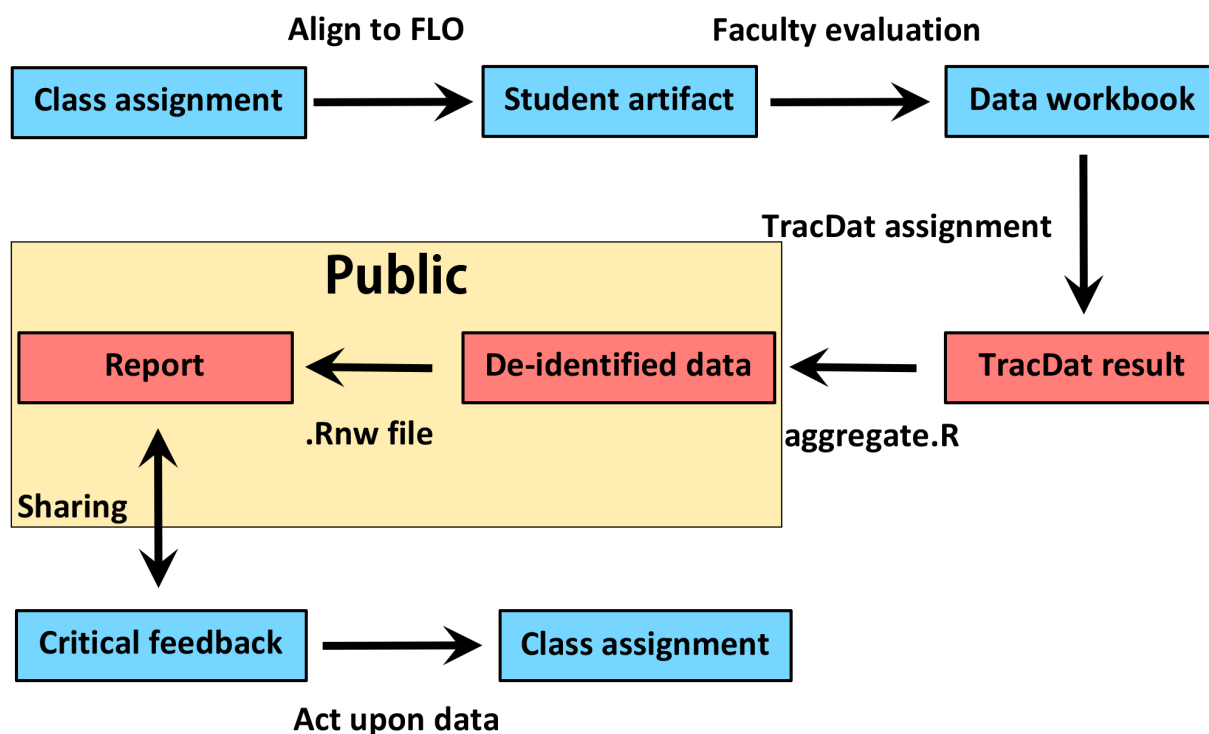 Align to FLO
Faculty evaluation
Class assignment
Student artifact
Data workbook
TracDat assignment
Public
Report
De-identified data
TracDat result
.Rnw file
aggregate.R
Sharing
Critical feedback
Class assignment
Act upon data